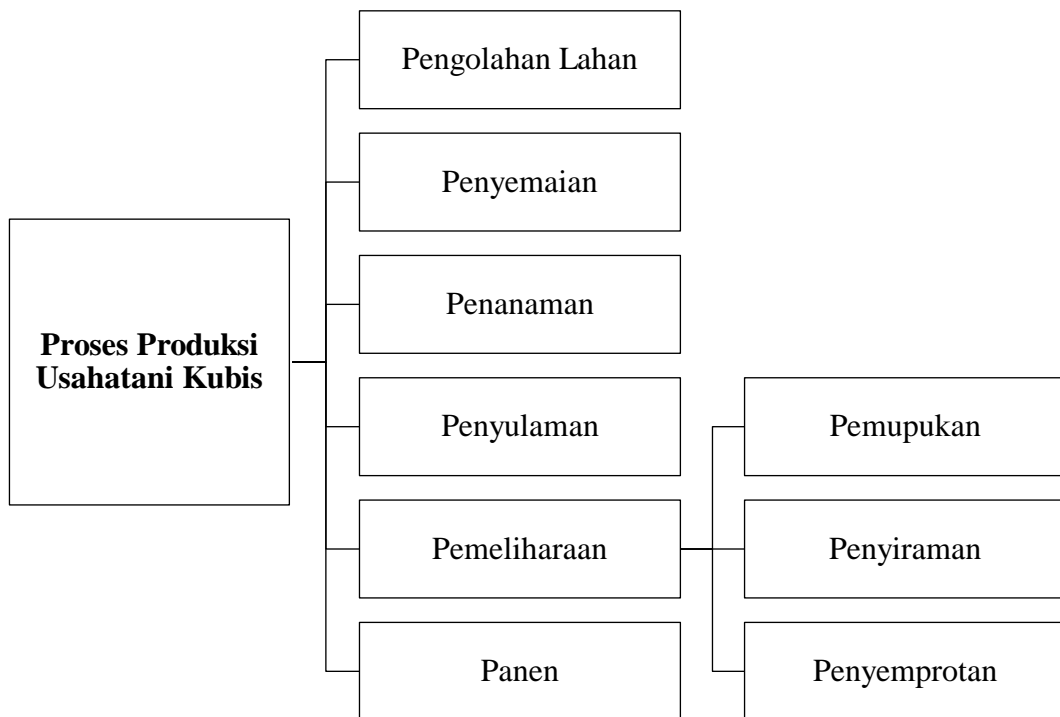 Proses Produksi
Usahatani Kubis
Pengolahan Lahan
Penyemaian
Penanaman
Penyulaman
Pemeliharaan
Panen
Pemupukan
Penyiraman
Penyemprotan